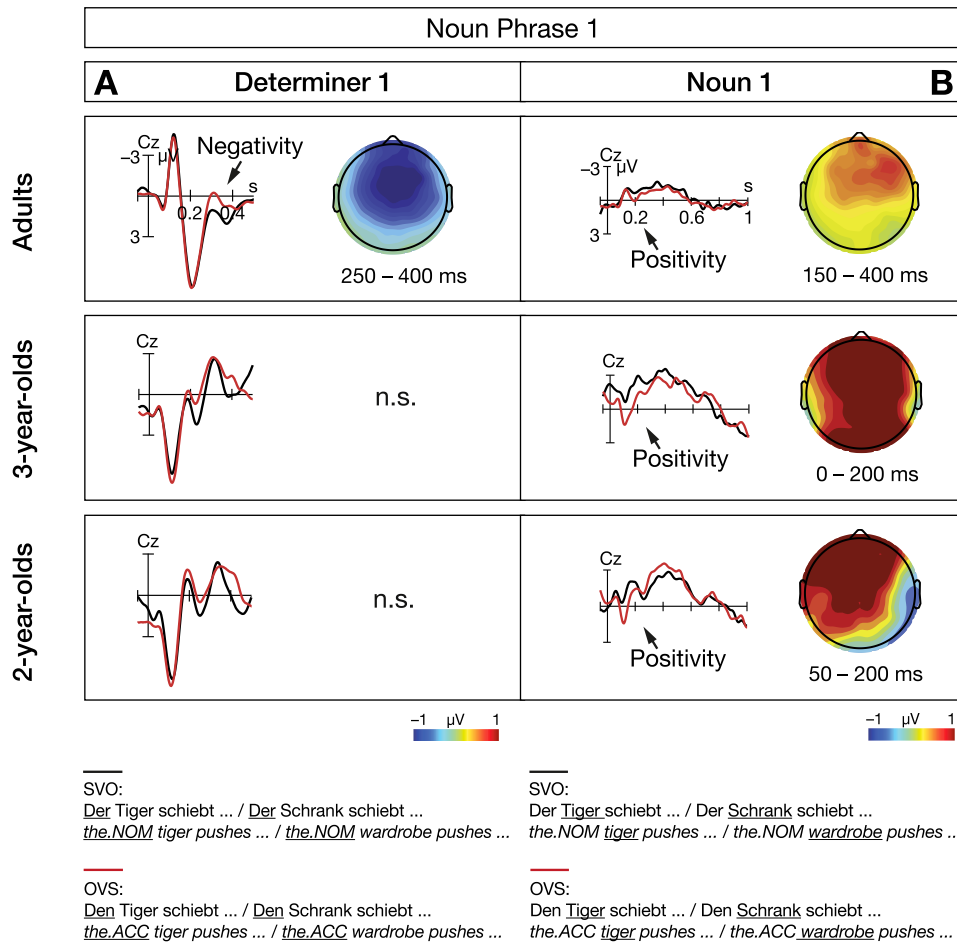 Noun Phrase 1
A Determiner 1
Noun 1 B
Adults
Cz
µV
−3
3
0.2
0.4
s
Negativity
250 – 400 ms
Cz
µV
−3
3
0.2
0.6
1
s
Positivity
150 – 400 ms
3-year-olds
Cz
n.s.
Cz
Positivity
0 – 200 ms
2-year-olds
Cz
n.s.
Cz
Positivity
50 – 200 ms
−1 µV 1
−1 µV 1
SVO:
Der Tiger schiebt ... / Der Schrank schiebt ...
the.NOM tiger pushes ... / the.NOM wardrobe pushes ...
OVS:
Den Tiger schiebt ... / Den Schrank schiebt ...
the.ACC tiger pushes ... / the.ACC wardrobe pushes ...
SVO:
Der Tiger schiebt ... / Der Schrank schiebt ...
the.NOM tiger pushes ... / the.NOM wardrobe pushes ...
OVS:
Den Tiger schiebt ... / Den Schrank schiebt ...
the.ACC tiger pushes ... / the.ACC wardrobe pushes ...